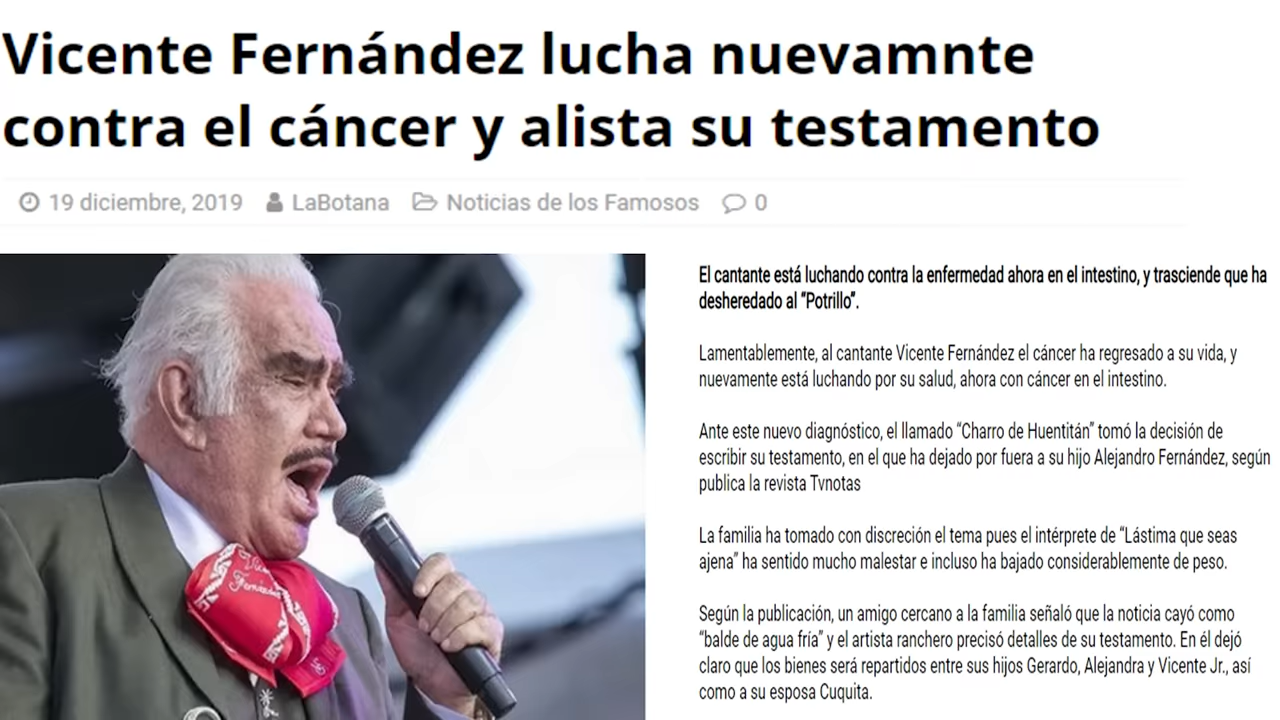 Vicente Fernández lucha nuevamnte
contra el cáncer y alista su testamento
19 diciembre, 2019 LaBotana Noticias de los Famosos 0
El cantante está luchando contra la enfermedad ahora en el intestino, y trasciende que ha
desheredado al “Potrillo”.
Lamentablemente, al cantante Vicente Fernández el cáncer ha regresado a su vida, y
nuevamente está luchando por su salud, ahora con cáncer en el intestino.
Ante este nuevo diagnóstico, el llamado “Charro de Huentitán” tomó la decisión de
escribir su testamento, en el que ha dejado por fuera a su hijo Alejandro Fernández, según
publica la revista Tvnotas
La familia ha tomado con discreción el tema pues el intérprete de “Lástima que seas
ajena” ha sentido mucho malestar e incluso ha bajado considerablemente de peso.
Según la publicación, un amigo cercano a la familia señaló que la noticia cayó como
“balde de agua fría” y el artista ranchero precisó detalles de su testamento. En él dejó
claro que los bienes será repartidos entre sus hijos Gerardo, Alejandra y Vicente Jr., así
como a su esposa Cuquita.